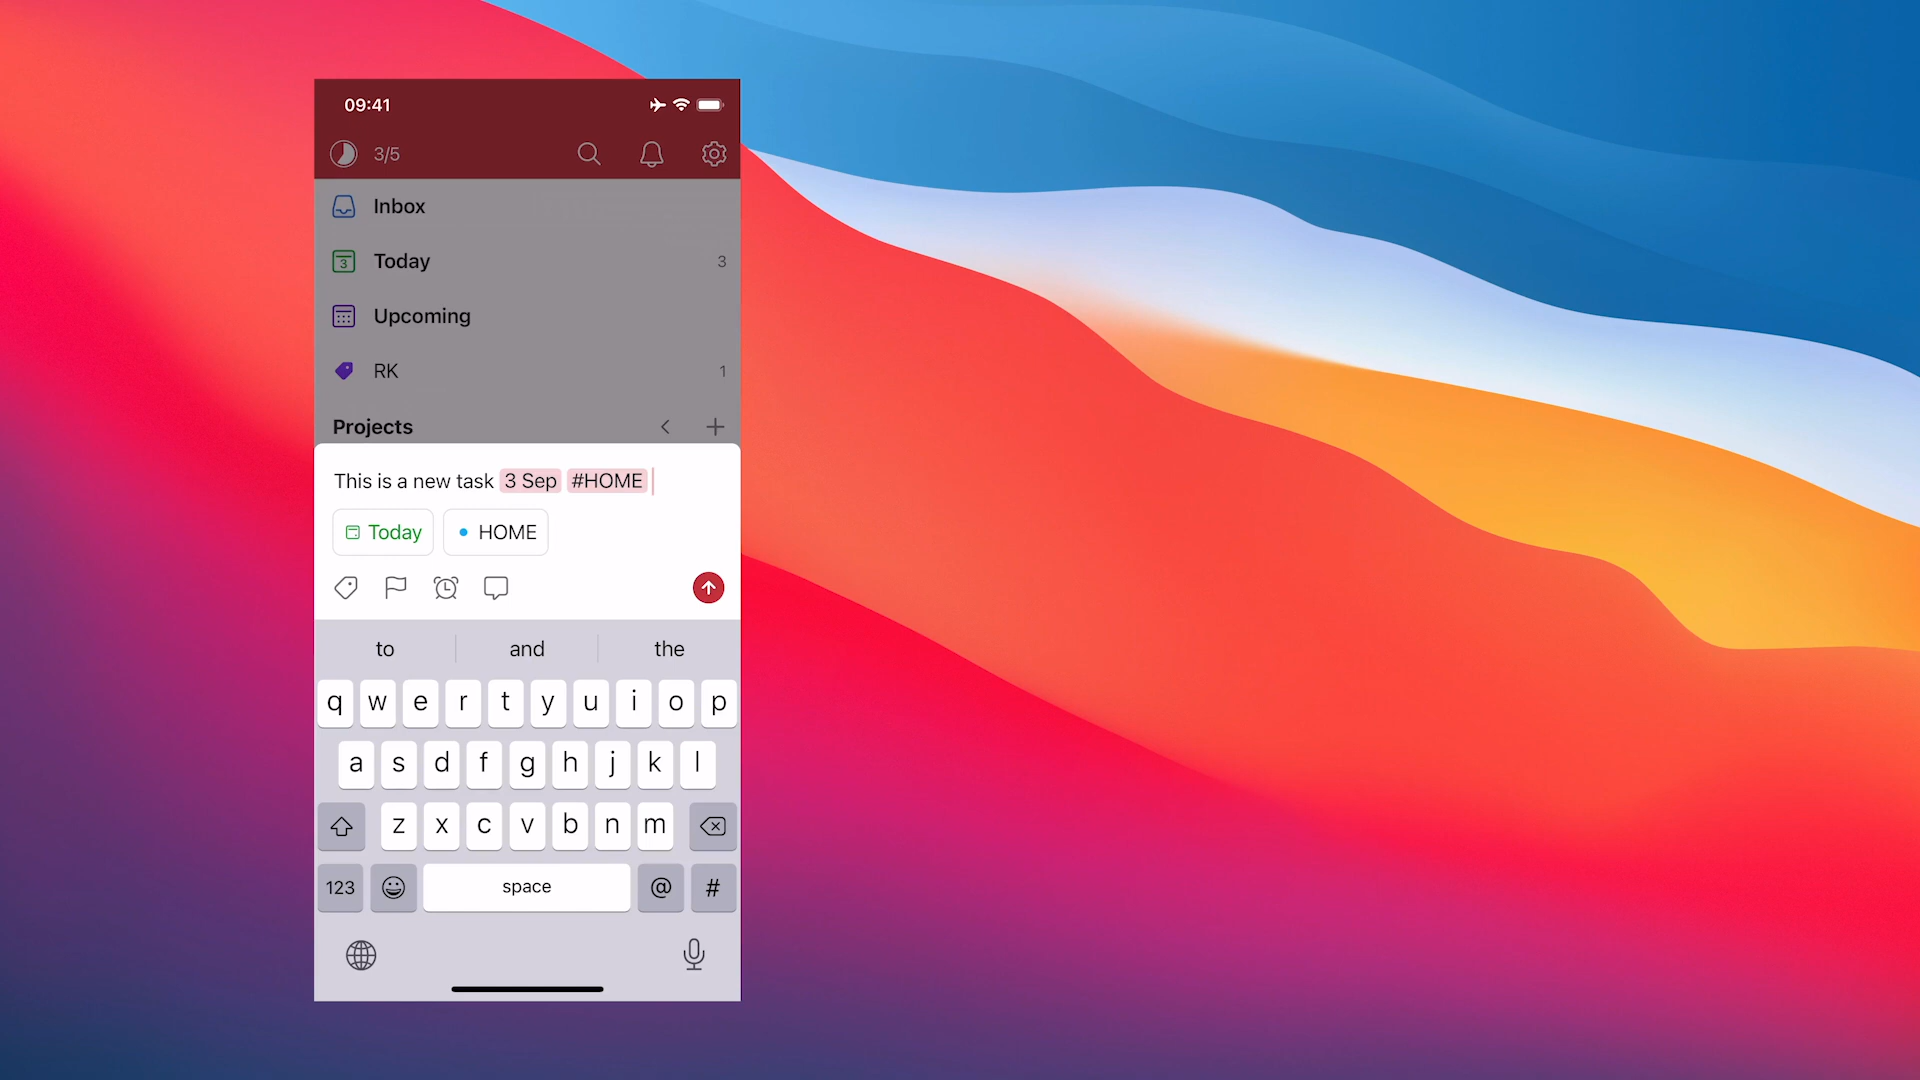 09:41
3/5
Inbox
3 Today 3
Upcoming
RK 1
Projects
This is a new task 3 Sep #HOME
Today HOME
to and the
q w e r t y u i o p
a s d f g h j k l
z x c v b n m
123 space @ #